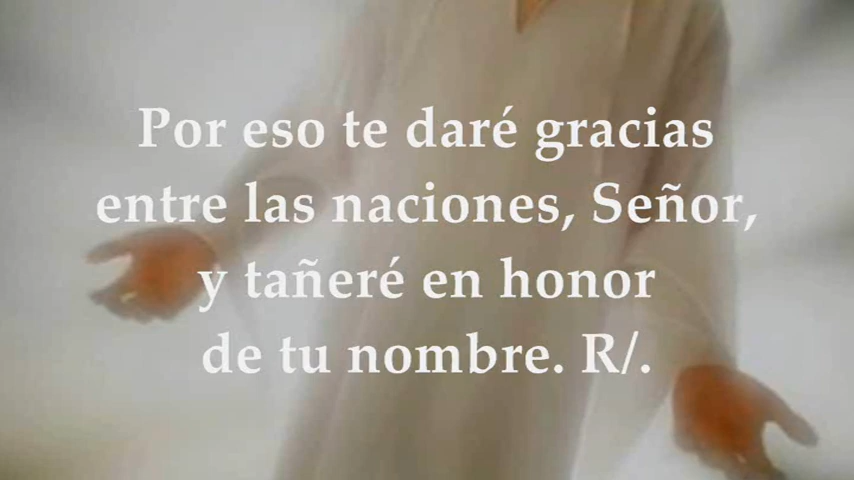 Por eso te daré gracias
entre las naciones, Señor,
y tañeré en honor
de tu nombre. R/.